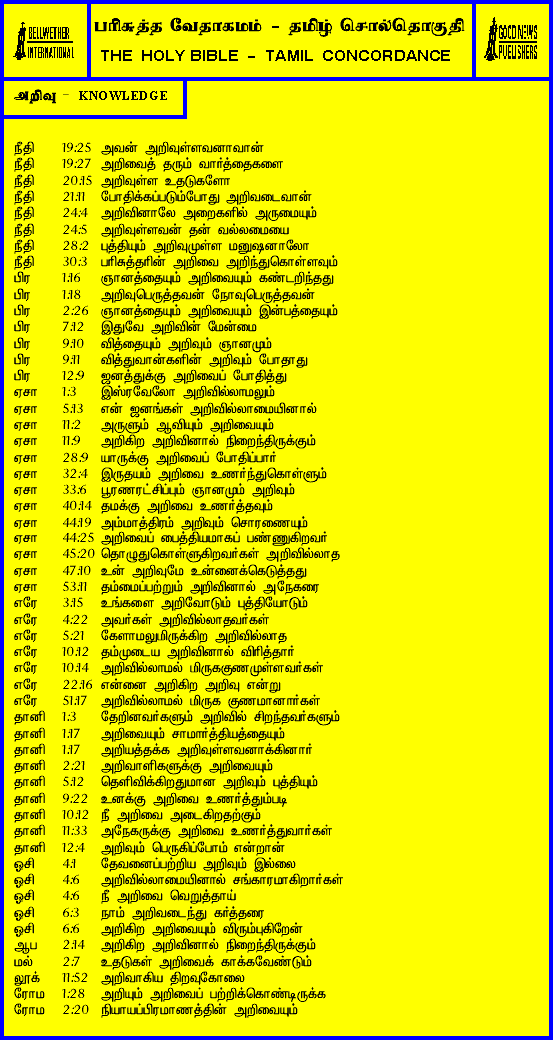 BELLWETHER
INTERNATIONAL
பரிசுத்த வேதாகமம் - தமிழ் சொல்தொகுதி
THE HOLY BIBLE - TAMIL CONCORDANCE
GOOD NEWS
PUBLISHERS
அறிவு - KNOWLEDGE
நீதி 19:25 அவன் அறிவுள்ளவனாவான்
நீதி 19:27 அறிவைத் தரும் வார்த்தைகளை
நீதி 20:15 அறிவுள்ள உதடுகளோ
நீதி 21:11 போதிக்கப்படும்போது அறிவடைவான்
நீதி 24:4 அறிவினாலே அறைகளில் அருமையும்
நீதி 24:5 அறிவுள்ளவன் தன் வல்லமையை
நீதி 28:2 புத்தியும் அறிவுமுள்ள மனுஷனாலோ
நீதி 30:3 பரிசுத்தரின் அறிவை அறிந்துகொள்ளவும்
பிர 1:16 ஞானத்தையும் அறிவையும் கண்டறிந்தது
பிர 1:18 அறிவுபெருத்தவன் நோவுபெருத்தவன்
பிர 2:26 ஞானத்தையும் அறிவையும் இன்பத்தையும்
பிர 7:12 இதுவே அறிவின் மேன்மை
பிர 9:10 வித்தையும் அறிவும் ஞானமும்
பிர 9:11 வித்துவான்களின் அறிவும் போதாது
பிர 12:9 ஜனத்துக்கு அறிவைப் போதித்து
ஏசா 1:3 இஸ்ரவேலோ அறிவில்லாமலும்
ஏசா 5:13 என் ஜனங்கள் அறிவில்லாமையினால்
ஏசா 11:2 அருளும் ஆவியும் அறிவையும்
ஏசா 11:9 அறிகிற அறிவினால் நிறைந்திருக்கும்
ஏசா 28:9 யாருக்கு அறிவைப் போதிப்பார்
ஏசா 32:4 இருதயம் அறிவை உணர்ந்துகொள்ளும்
ஏசா 33:6 பூரணரட்சிப்பும் ஞானமும் அறிவும்
ஏசா 40:14 தமக்கு அறிவை உணர்த்தவும்
ஏசா 44:19 அம்மாத்திரம் அறிவும் சொரணையும்
ஏசா 44:25 அறிவைப் பைத்தியமாகப் பண்ணுகிறவர்
ஏசா 45:20 தொழுதுகொள்ளுகிறவர்கள் அறிவில்லாத
ஏசா 47:10 உன் அறிவுமே உன்னைக்கெடுத்தது
ஏசா 53:11 தம்மைப்பற்றும் அறிவினால் அநேகரை
எரே 3:15 உங்களை அறிவோடும் புத்தியோடும்
எரே 4:22 அவர்கள் அறிவில்லாதவர்கள்
எரே 5:21 கேளாமலுமிருக்கிற அறிவில்லாத
எரே 10:12 தம்முடைய அறிவினால் விரித்தார்
எரே 10:14 அறிவில்லாமல் மிருககுணமுள்ளவர்கள்
எரே 22:16 என்னை அறிகிற அறிவு என்று
எரே 51:17 அறிவில்லாமல் மிருக குணமானார்கள்
தானி 1:3 தேறினவர்களும் அறிவில் சிறந்தவர்களும்
தானி 1:17 அறிவையும் சாமார்த்தியத்தையும்
தானி 1:17 அறியத்தக்க அறிவுள்ளவனாக்கினார்
தானி 2:21 அறிவாளிகளுக்கு அறிவையும்
தானி 5:12 தெளிவிக்கிறதுமான அறிவும் புத்தியும்
தானி 9:22 உனக்கு அறிவை உணர்த்தும்படி
தானி 10:12 நீ அறிவை அடைகிறதற்கும்
தானி 11:33 அநேகருக்கு அறிவை உணர்த்துவார்கள்
தானி 12:4 அறிவும் பெருகிப்போம் என்றான்
ஓசி 4:1 தேவனைப்பற்றிய அறிவும் இல்லை
ஓசி 4:6 அறிவில்லாமையினால் சங்காரமாகிறார்கள்
ஓசி 4:6 நீ அறிவை வெறுத்தாய்
ஓசி 6:3 நாம் அறிவடைந்து கர்த்தரை
ஓசி 6:6 அறிகிற அறிவையும் விரும்புகிறேன்
ஆப 2:14 அறிகிற அறிவினால் நிறைந்திருக்கும்
மல் 2:7 உதடுகள் அறிவைக் காக்கவேண்டும்
லூக் 11:52 அறிவாகிய திறவுகோலை
ரோம 1:28 அறியும் அறிவைப் பற்றிக்கொண்டிருக்க
ரோம 2:20 நியாயப்பிரமாணத்தின் அறிவையும்